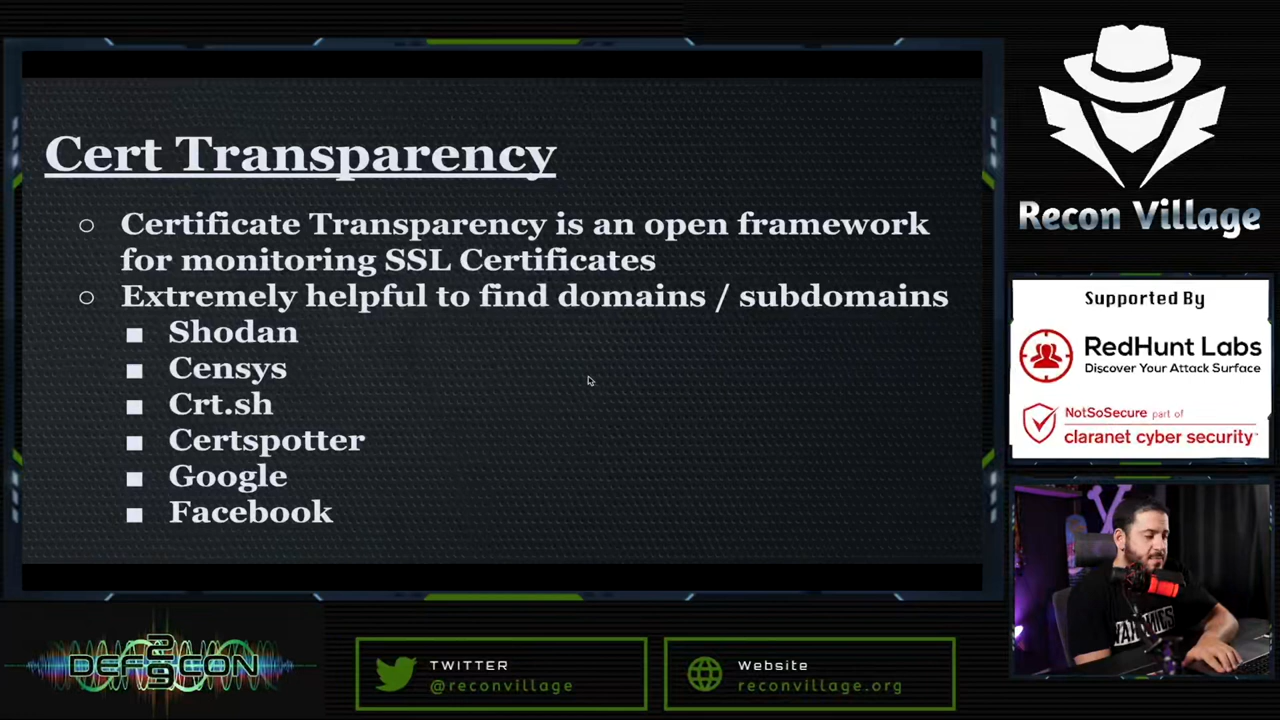 Cert Transparency
Certificate Transparency is an open framework
for monitoring SSL Certificates
Extremely helpful to find domains / subdomains
Shodan
Censys
Crt.sh
Certspotter
Google
Facebook
Recon Village
Supported By
RedHunt Labs
Discover Your Attack Surface
NotSoSecure part of
claranet cyber security
DEF CON
29
TWITTER
@reconvillage
Website
reconvillage.org